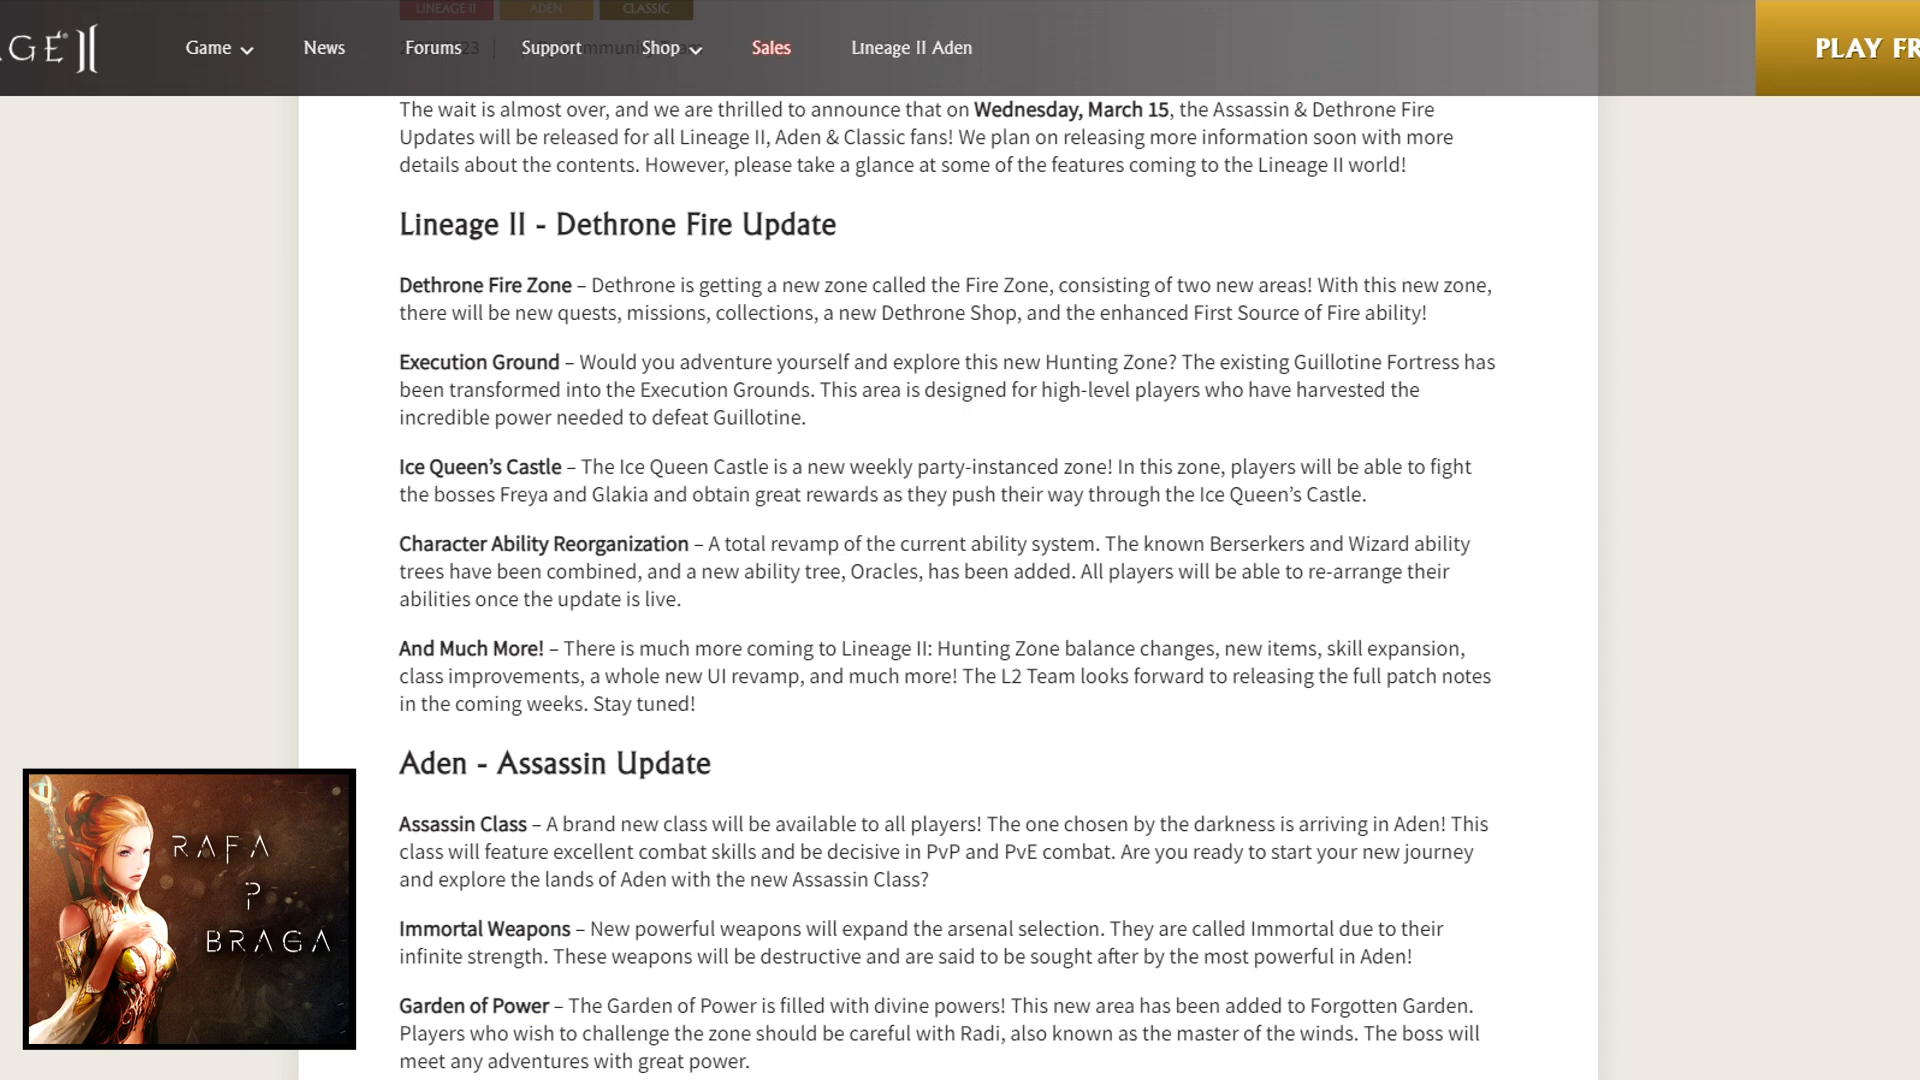 LINEAGE II ADEN CLASSIC
AGE II Game News Forums Support Shop Sales Lineage II Aden PLAY FR
The wait is almost over, and we are thrilled to announce that on Wednesday, March 15, the Assassin & Dethrone Fire
Updates will be released for all Lineage II, Aden & Classic fans! We plan on releasing more information soon with more
details about the contents. However, please take a glance at some of the features coming to the Lineage II world!
Lineage II - Dethrone Fire Update
Dethrone Fire Zone – Dethrone is getting a new zone called the Fire Zone, consisting of two new areas! With this new zone,
there will be new quests, missions, collections, a new Dethrone Shop, and the enhanced First Source of Fire ability!
Execution Ground – Would you adventure yourself and explore this new Hunting Zone? The existing Guillotine Fortress has
been transformed into the Execution Grounds. This area is designed for high-level players who have harvested the
incredible power needed to defeat Guillotine.
Ice Queen’s Castle – The Ice Queen Castle is a new weekly party-instanced zone! In this zone, players will be able to fight
the bosses Freya and Glakia and obtain great rewards as they push their way through the Ice Queen’s Castle.
Character Ability Reorganization – A total revamp of the current ability system. The known Berserkers and Wizard ability
trees have been combined, and a new ability tree, Oracles, has been added. All players will be able to re-arrange their
abilities once the update is live.
And Much More! – There is much more coming to Lineage II: Hunting Zone balance changes, new items, skill expansion,
class improvements, a whole new UI revamp, and much more! The L2 Team looks forward to releasing the full patch notes
in the coming weeks. Stay tuned!
Aden - Assassin Update
Assassin Class – A brand new class will be available to all players! The one chosen by the darkness is arriving in Aden! This
class will feature excellent combat skills and be decisive in PvP and PvE combat. Are you ready to start your new journey
and explore the lands of Aden with the new Assassin Class?
Immortal Weapons – New powerful weapons will expand the arsenal selection. They are called Immortal due to their
infinite strength. These weapons will be destructive and are said to be sought after by the most powerful in Aden!
Garden of Power – The Garden of Power is filled with divine powers! This new area has been added to Forgotten Garden.
Players who wish to challenge the zone should be careful with Radi, also known as the master of the winds. The boss will
meet any adventures with great power.
RAFA
P
BRAGA